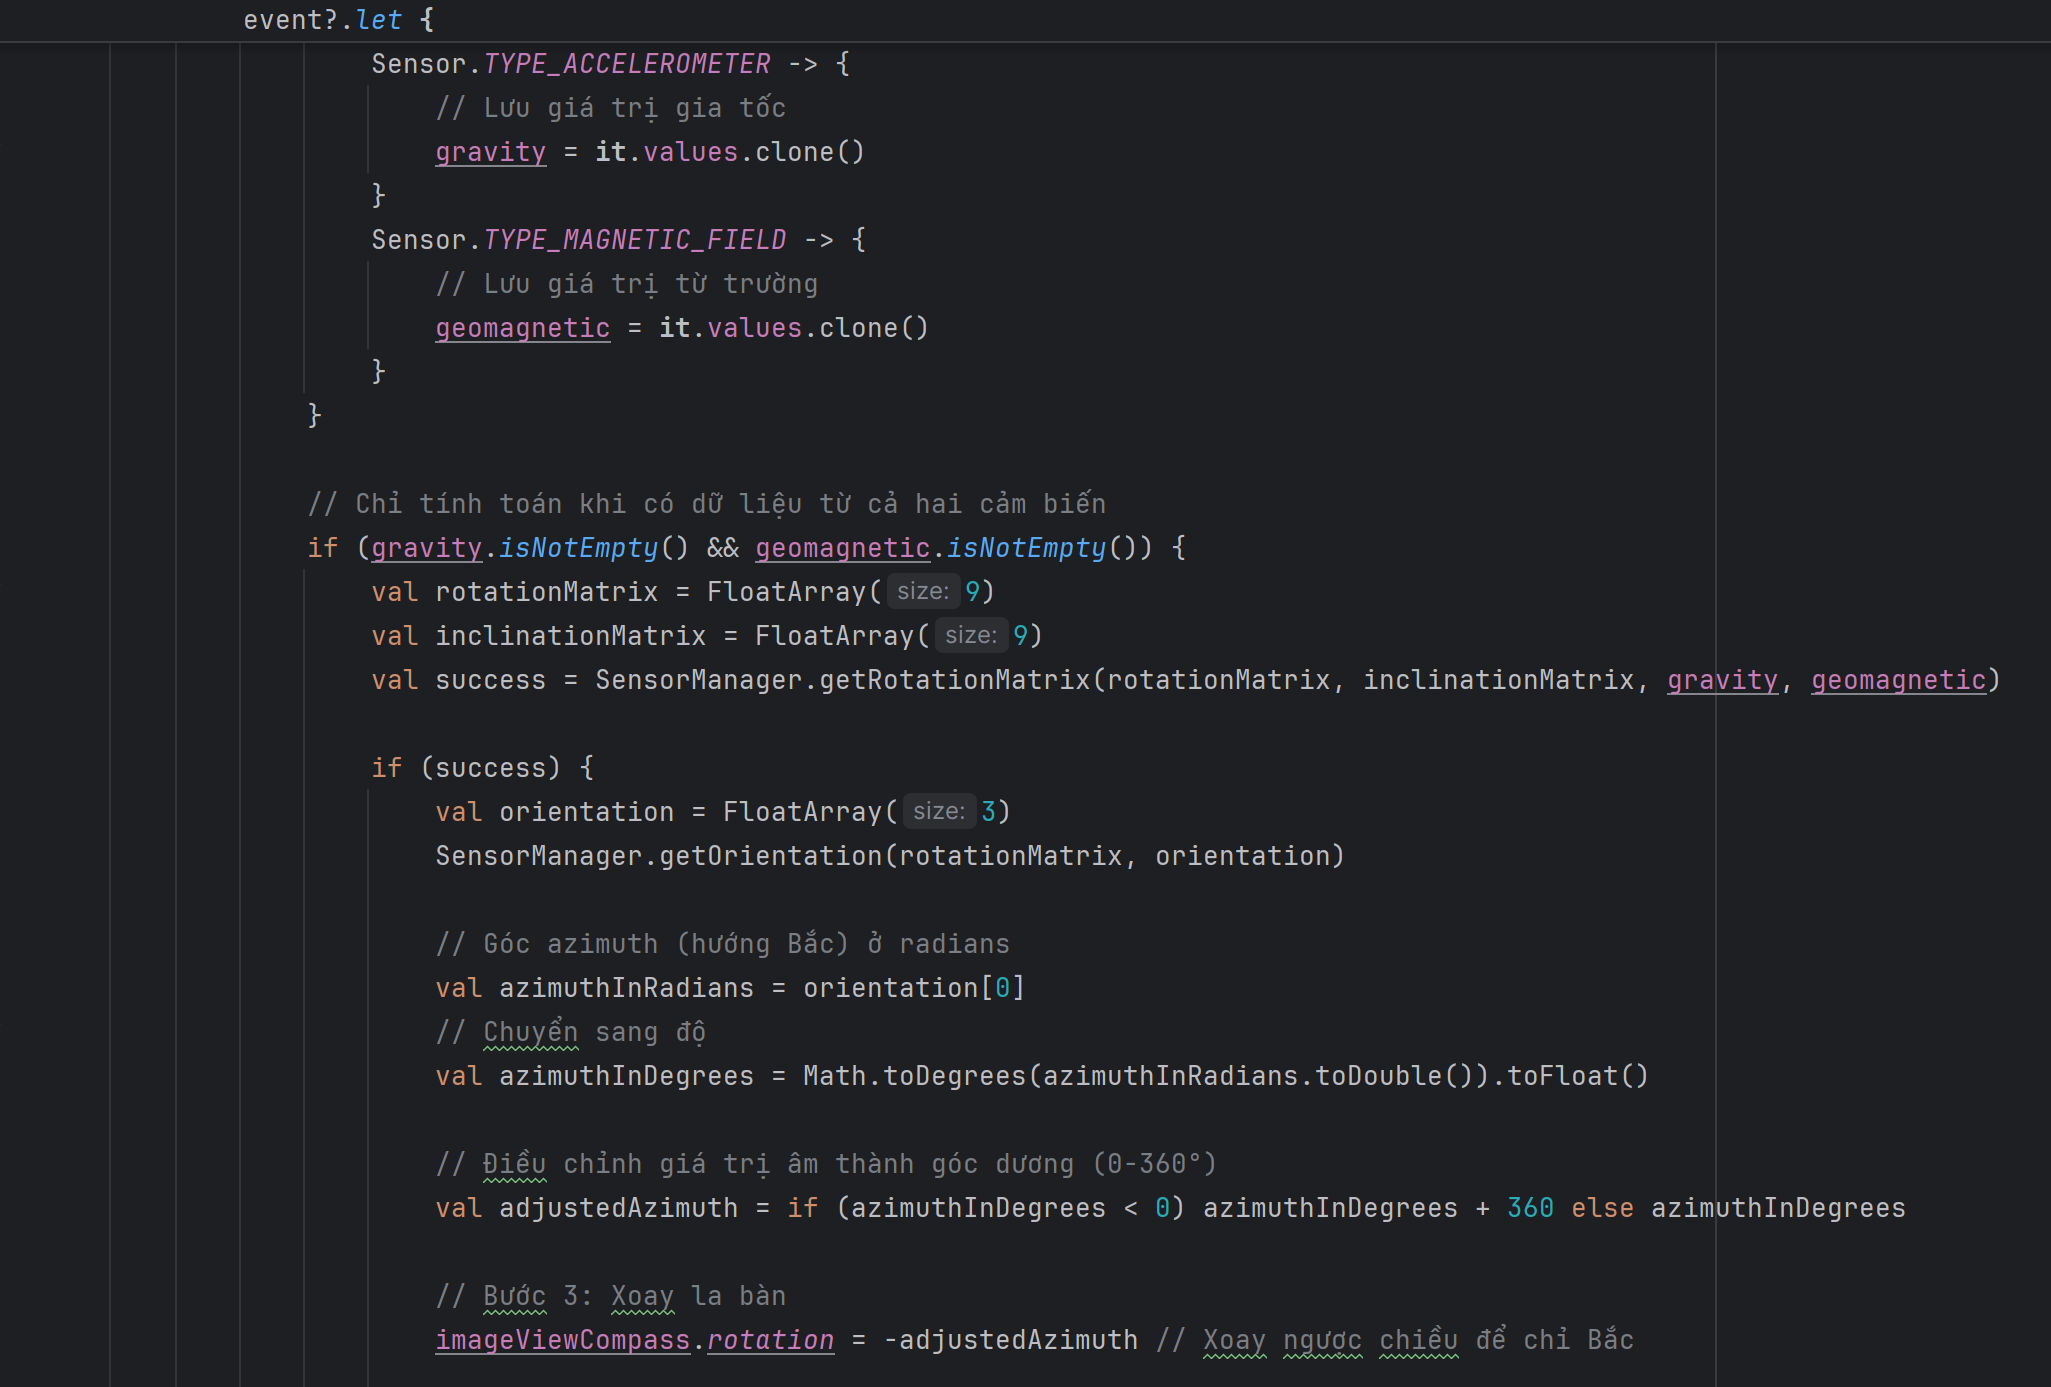 event?.let {
Sensor.TYPE_ACCELEROMETER -> {
// Lưu giá trị gia tốc
gravity = it.values.clone()
}
Sensor.TYPE_MAGNETIC_FIELD -> {
// Lưu giá trị từ trường
geomagnetic = it.values.clone()
}
}
// Chỉ tính toán khi có dữ liệu từ cả hai cảm biến
if (gravity.isNotEmpty() && geomagnetic.isNotEmpty()) {
val rotationMatrix = FloatArray( size: 9)
val inclinationMatrix = FloatArray( size: 9)
val success = SensorManager.getRotationMatrix(rotationMatrix, inclinationMatrix, gravity, geomagnetic)
if (success) {
val orientation = FloatArray( size: 3)
SensorManager.getOrientation(rotationMatrix, orientation)
// Góc azimuth (hướng Bắc) ở radians
val azimuthInRadians = orientation[0]
// Chuyển sang độ
val azimuthInDegrees = Math.toDegrees(azimuthInRadians.toDouble()).toFloat()
// Điều chỉnh giá trị âm thành góc dương (0-360°)
val adjustedAzimuth = if (azimuthInDegrees < 0) azimuthInDegrees + 360 else azimuthInDegrees
// Bước 3: Xoay la bàn
imageViewCompass.rotation = -adjustedAzimuth // Xoay ngược chiều để chỉ Bắc